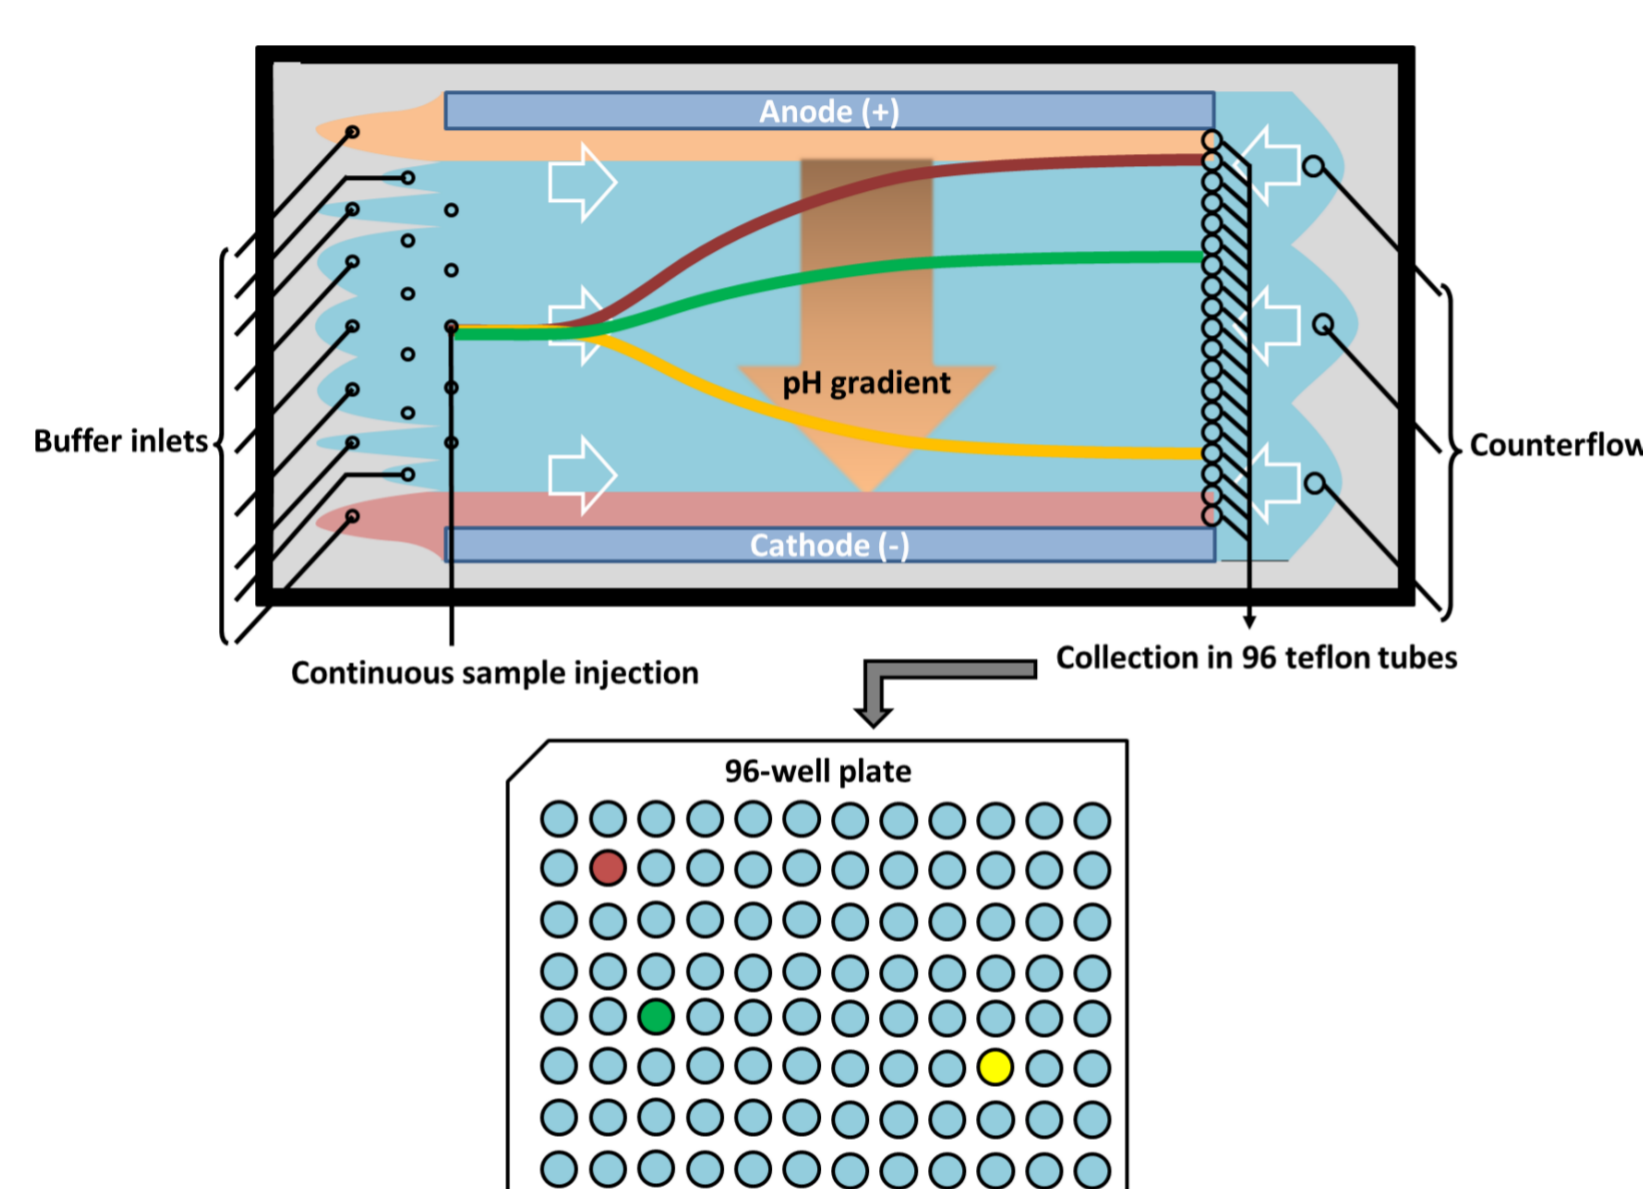 Anode (+)
pH gradient
Buffer inlets
Counterflow
Cathode (-)
Continuous sample injection
Collection in 96 teflon tubes
96-well plate